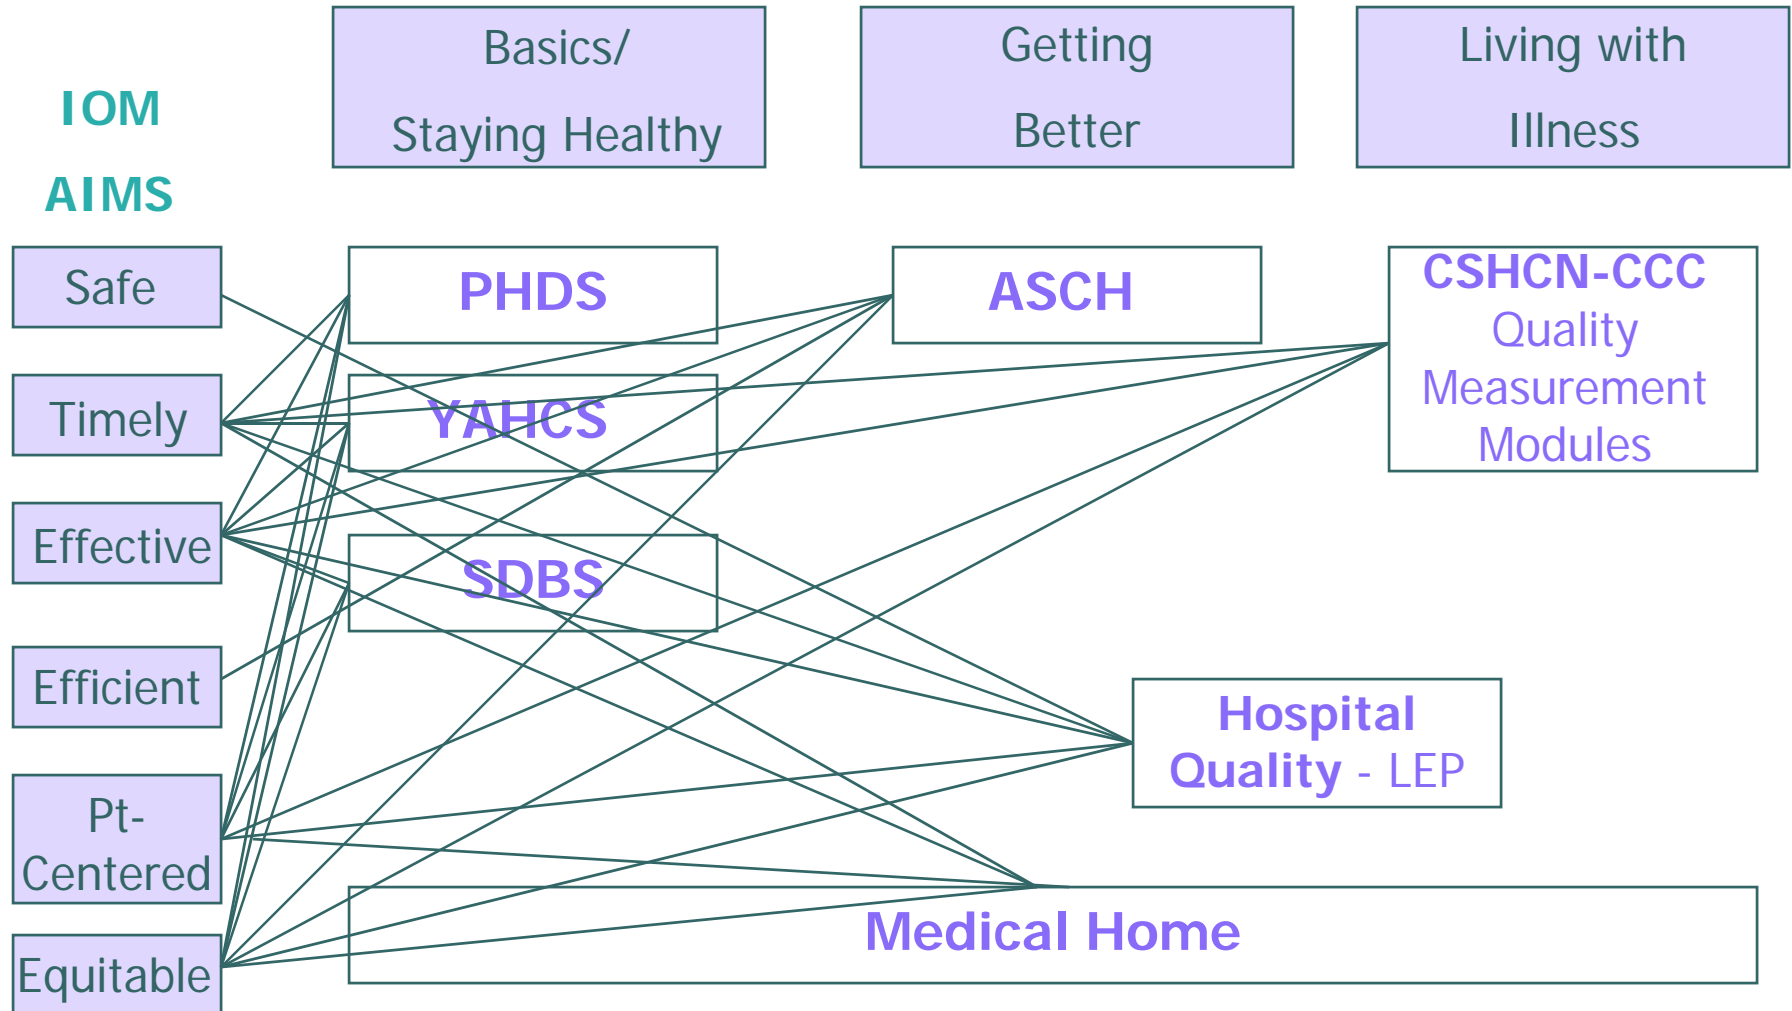 Basics/
Staying Healthy
Getting
Better
Living with
Illness
IOM
AIMS
Safe
PHDS
ASCH
CSHCN-CCC
Quality
Measurement
Modules
Timely
YAHCS
Effective
SDBS
Efficient
Hospital
Quality - LEP
Pt-
Centered
Medical Home
Equitable